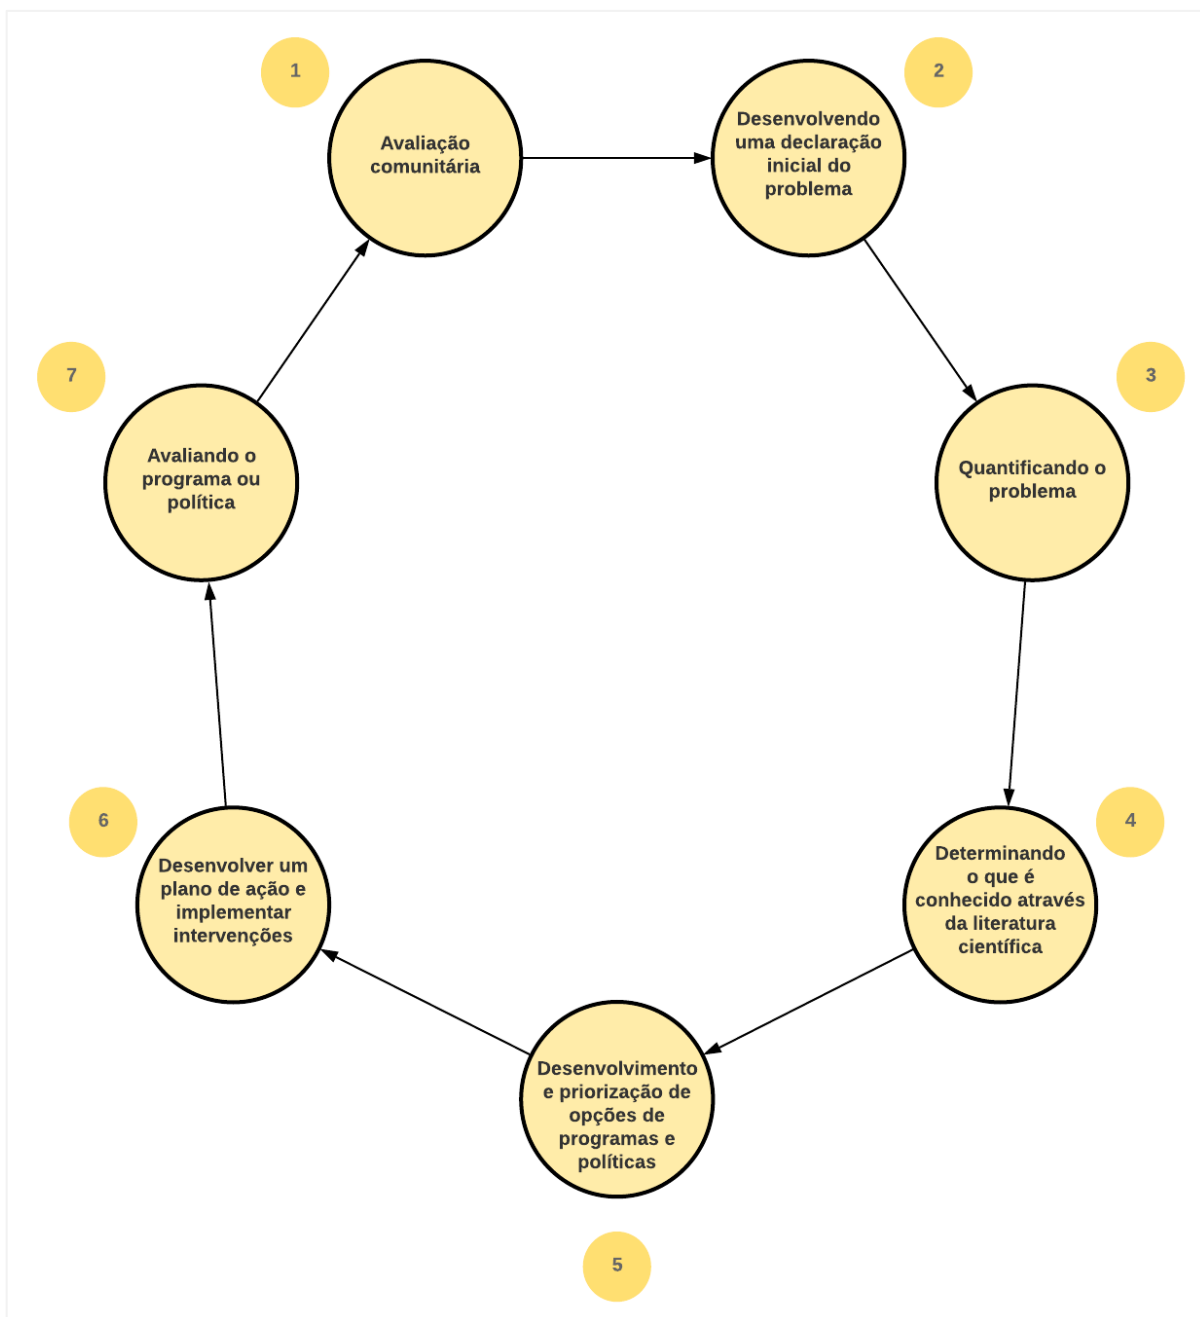 1
Avaliação
comunitária
2
Desenvolvendo
uma declaração
inicial do
problema
3
Quantificando o
problema
4
Determinando
o que é
conhecido através
da literatura
científica
5
Desenvolvimento
e priorização de
opções de
programas e
políticas
6
Desenvolver um
plano de ação e
implementar
intervenções
7
Avaliando o
programa ou
política